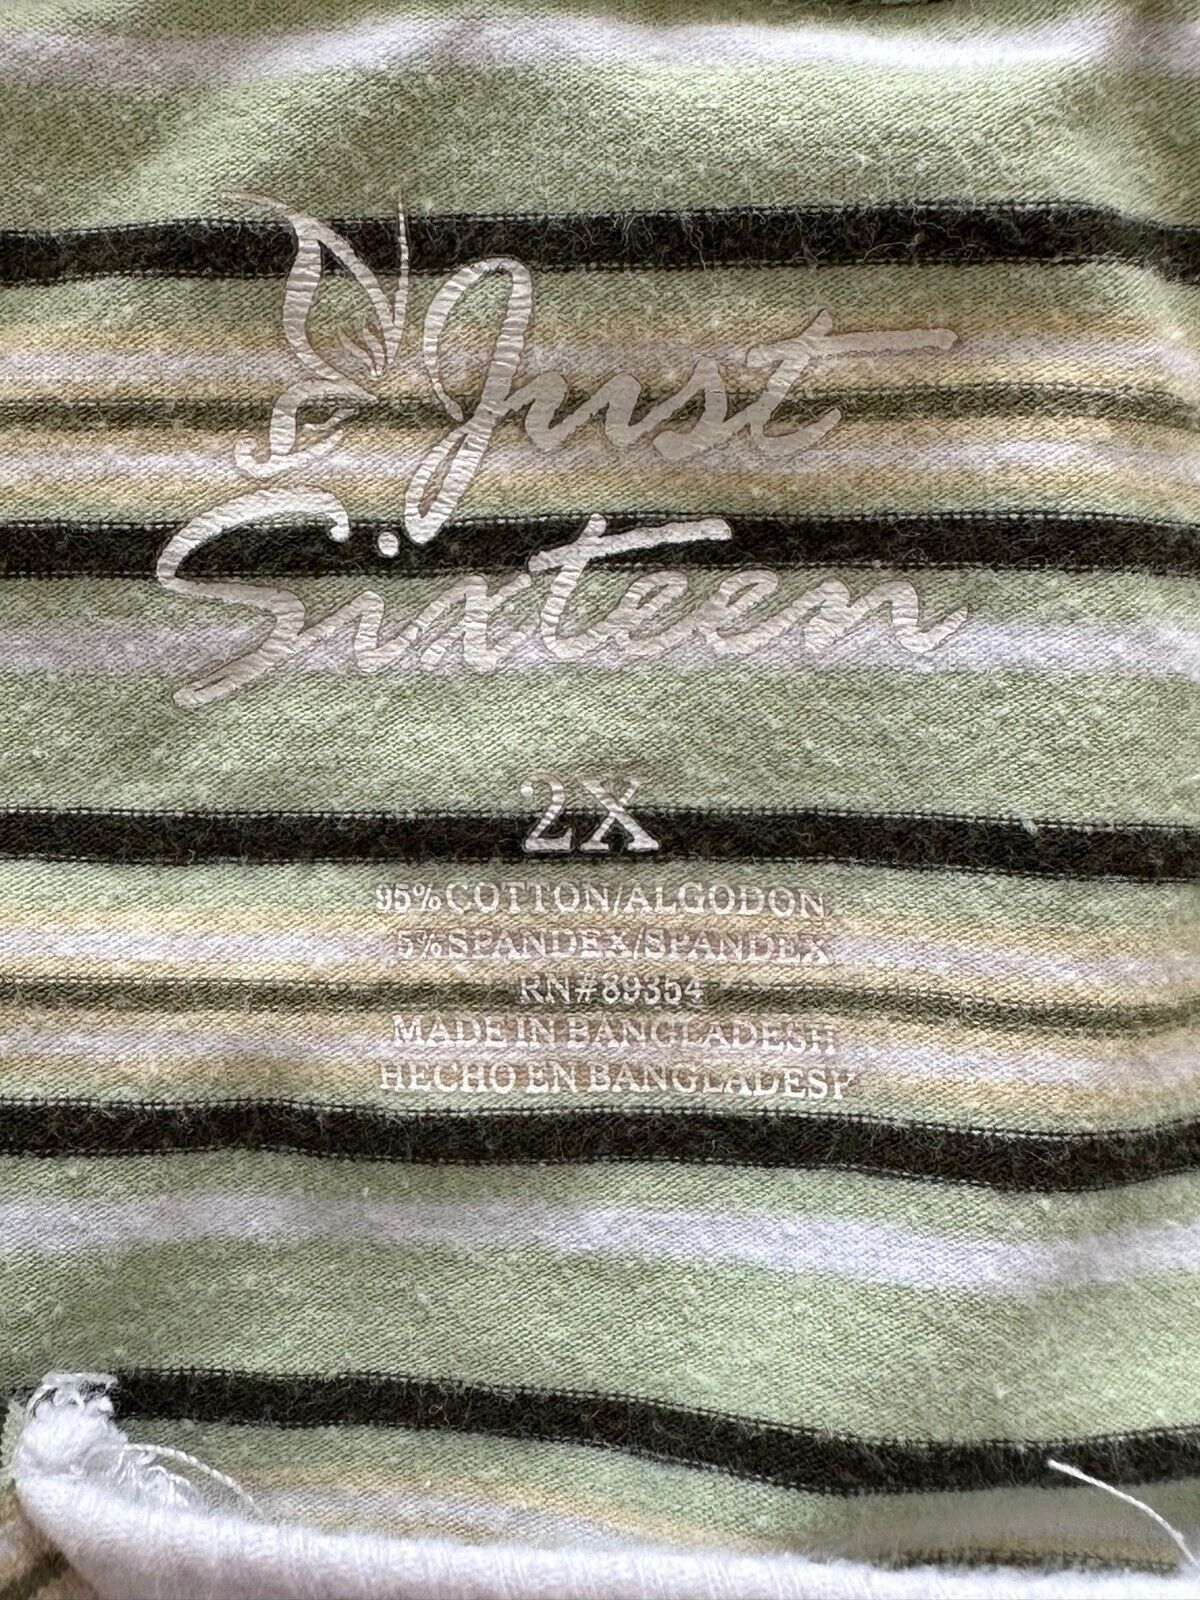 Just
Sixteen
2X
95% COTTON/ALGODON
5% SPANDEX/SPANDEX
RN#89354
MADE IN BANGLADESH
HECHO EN BANGLADESH